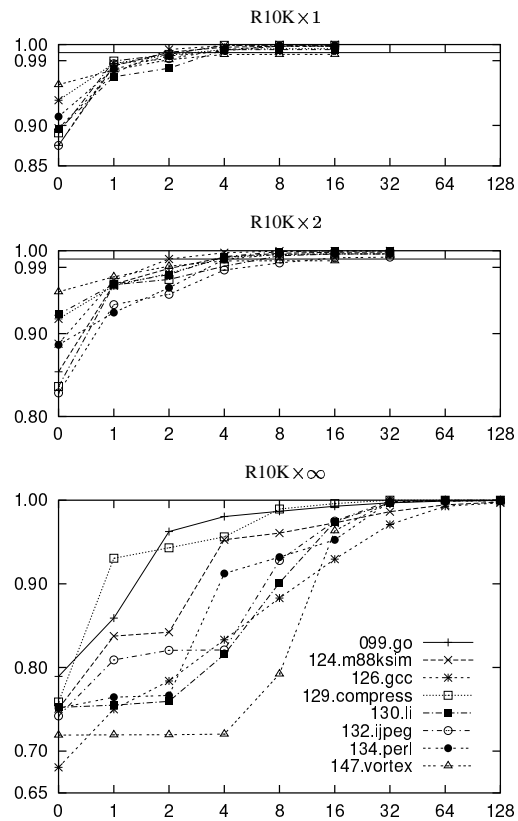 R10K×1
1.00
0.99
0.90
0.85
0 1 2 4 8 16 32 64 128
R10K×2
1.00
0.99
0.90
0.80
0 1 2 4 8 16 32 64 128
R10K×∞
1.00
0.90
0.80
0.70
0.65
099.go
124.m88ksim
126.gcc
129.compress
130.li
132.ijpeg
134.perl
147.vortex
0 1 2 4 8 16 32 64 128